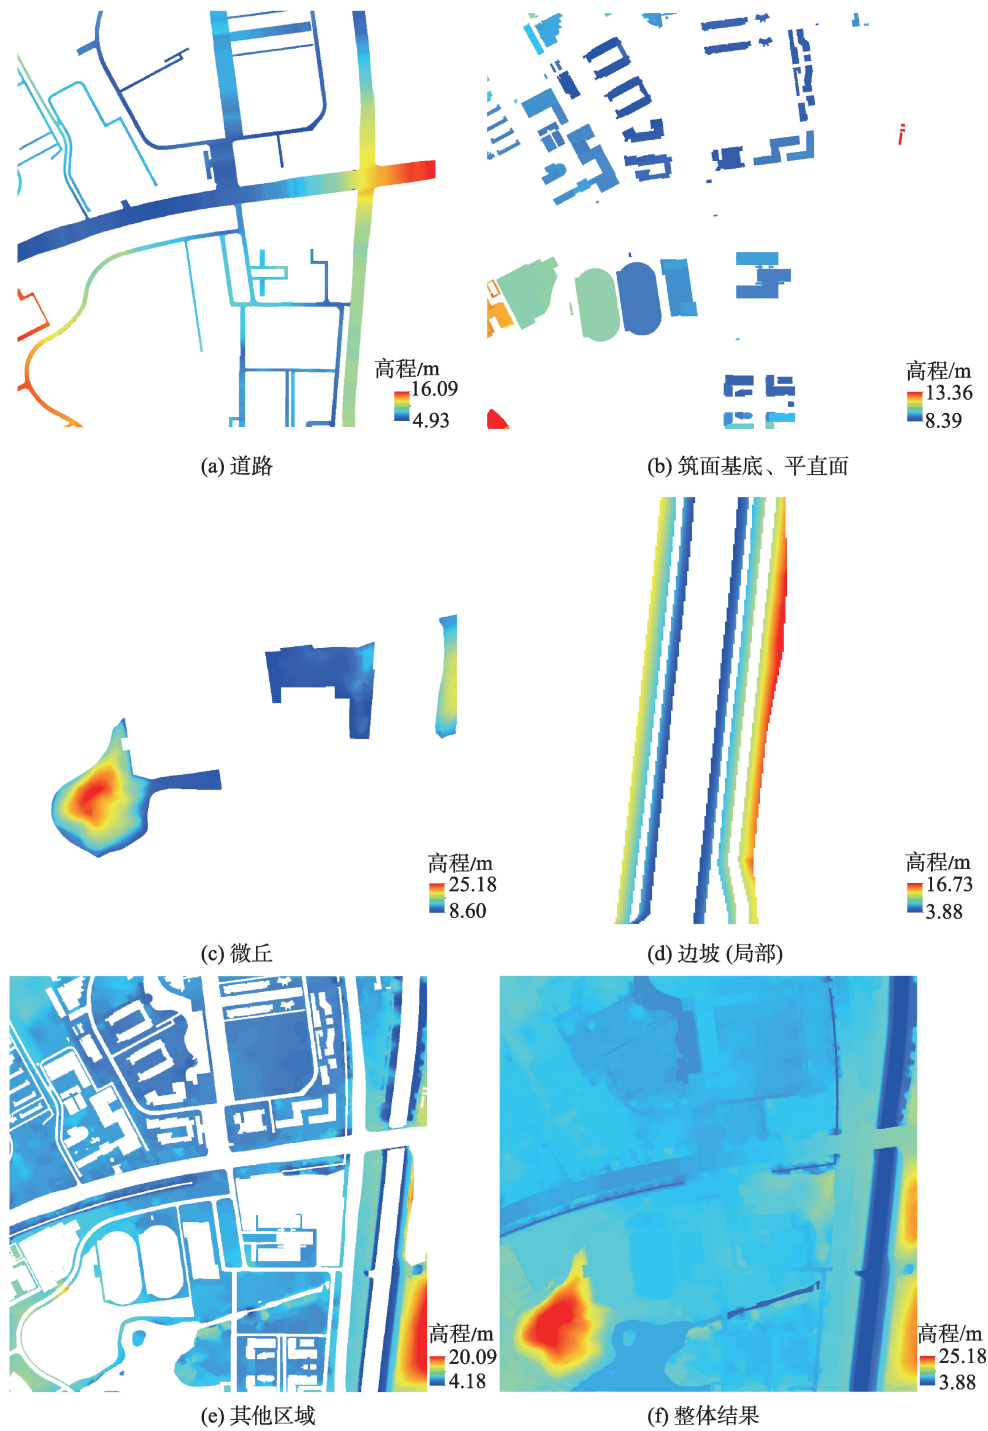 高程/m
16.09
4.93
(a) 道路
高程/m
13.36
8.39
(b) 筑面基底、平直面
高程/m
25.18
8.60
(c) 微丘
高程/m
16.73
3.88
(d) 边坡 (局部)
高程/m
20.09
4.18
(e) 其他区域
高程/m
25.18
3.88
(f) 整体结果